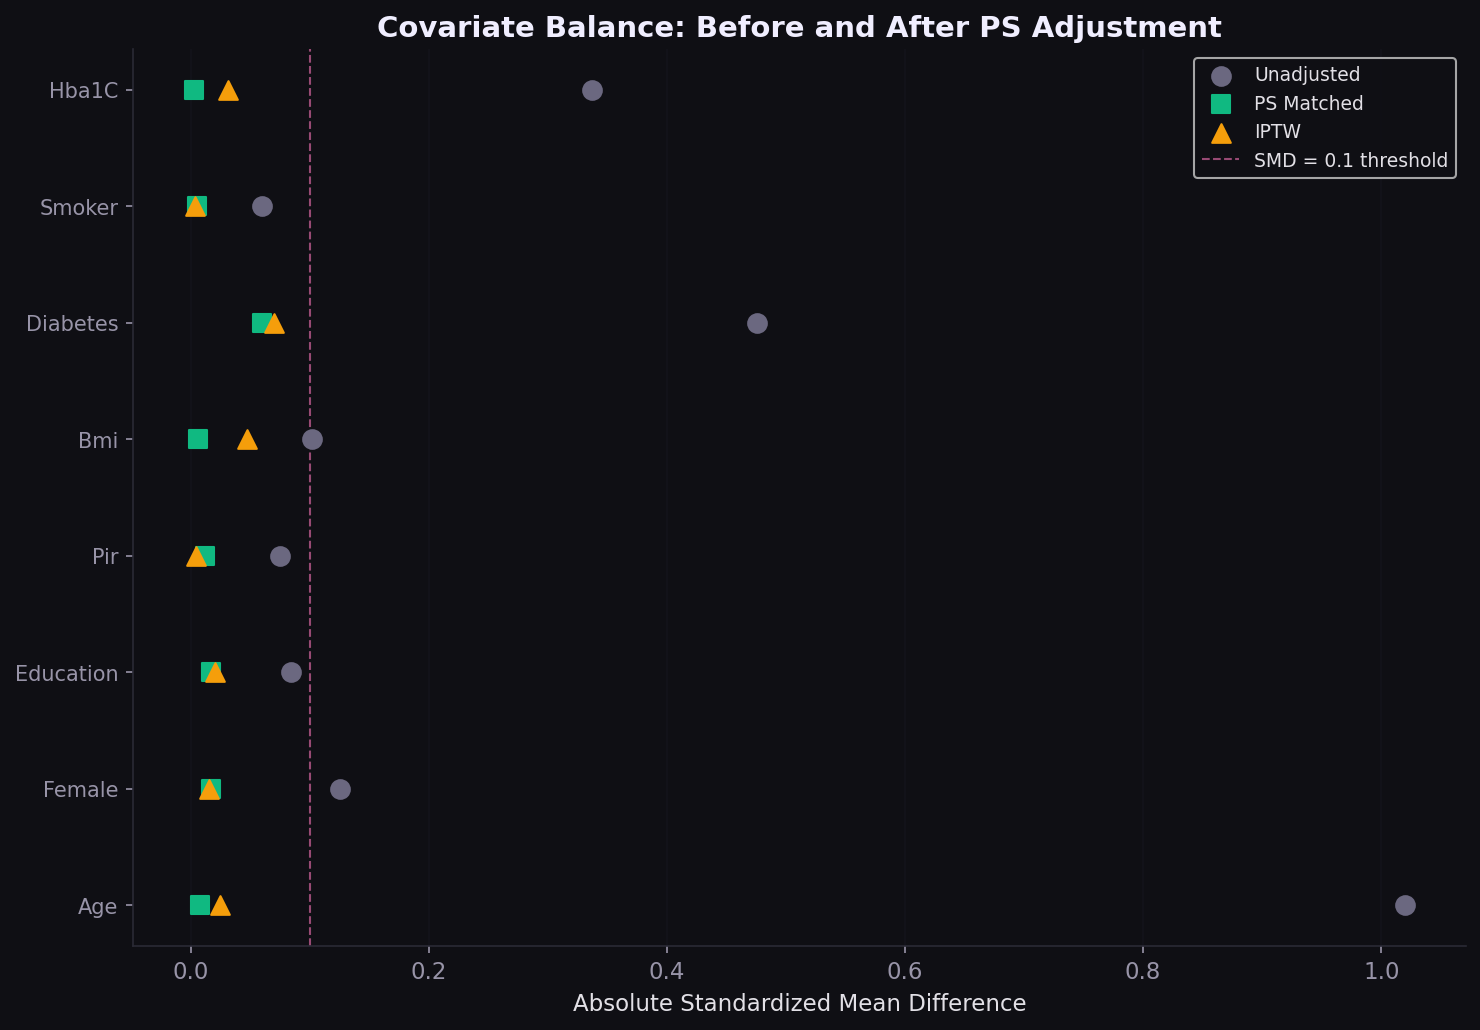 Covariate Balance: Before and After PS Adjustment
Unadjusted
PS Matched
IPTW
SMD = 0.1 threshold
Hba1C
Smoker
Diabetes
Bmi
Pir
Education
Female
Age
0.0 0.2 0.4 0.6 0.8 1.0
Absolute Standardized Mean Difference